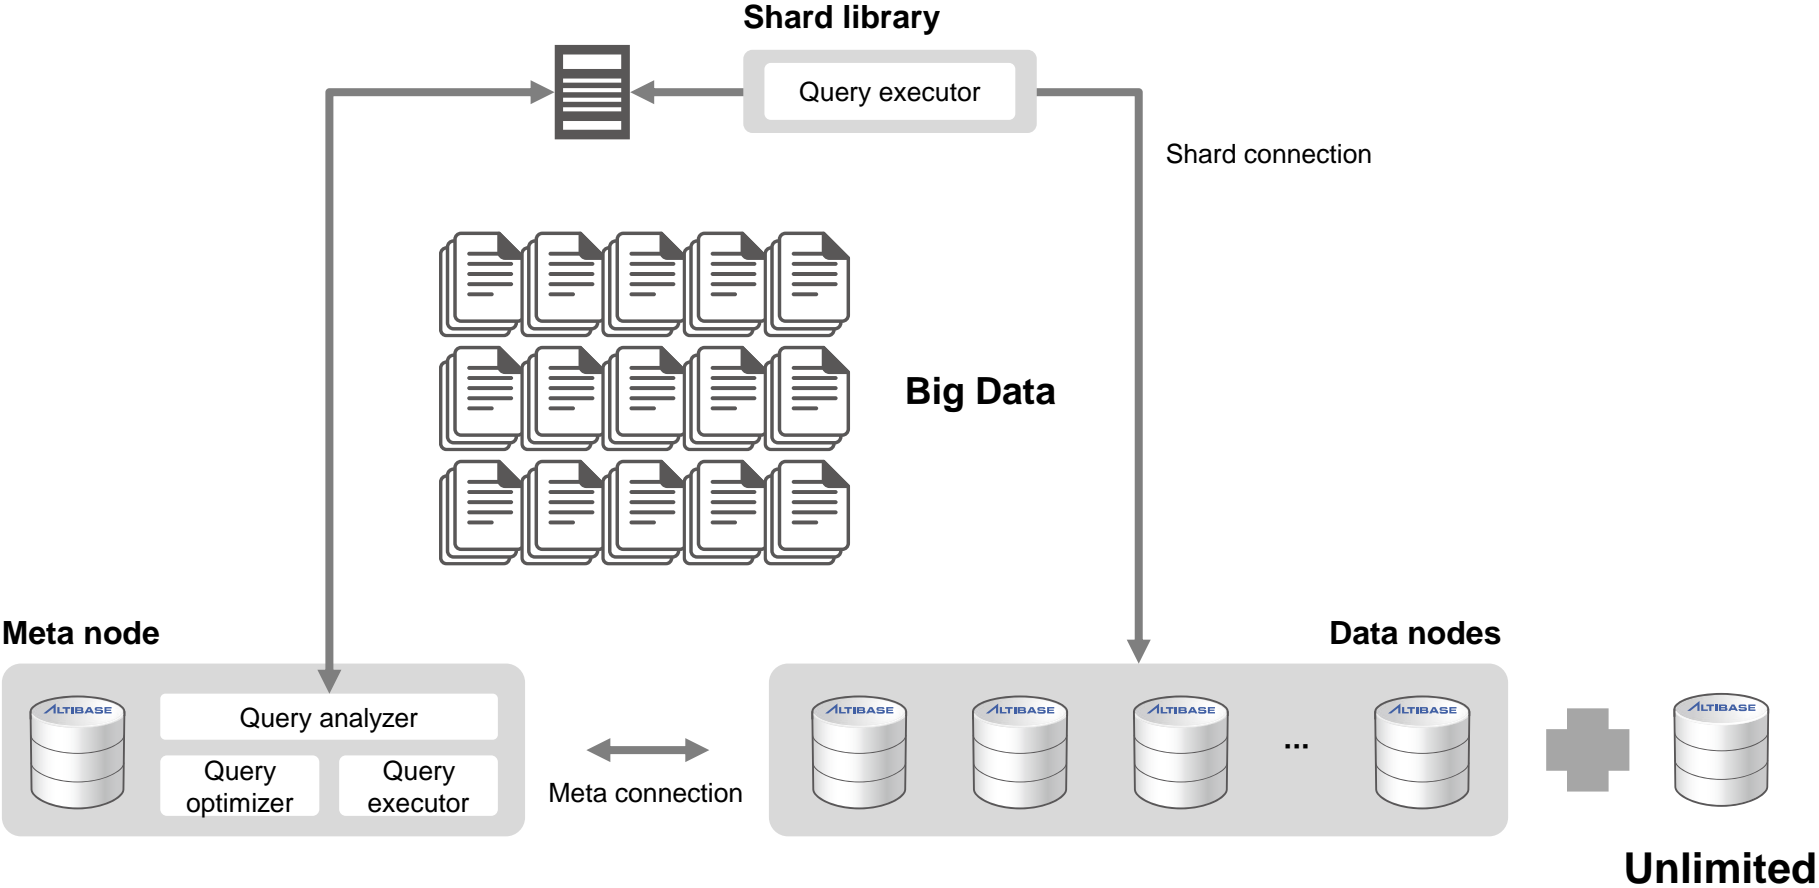 Shard library
Query executor
Shard connection
Big Data
Meta node
Data nodes
ALTIBASE
Query analyzer
Query
optimizer
Query
executor
Meta connection
ALTIBASE
ALTIBASE
ALTIBASE
...
ALTIBASE
ALTIBASE
Unlimited